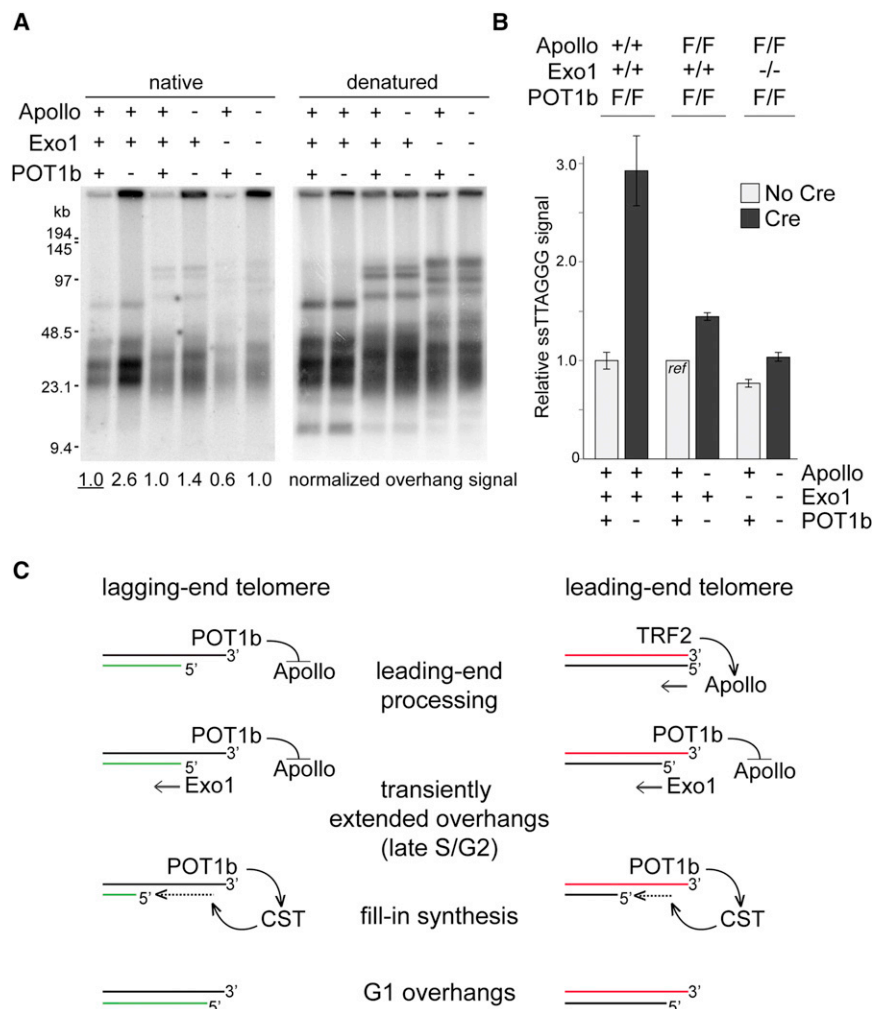 A
native denatured
Apollo + + + - + - + + + - + -
Exo1 + + + + - - + + + + - -
POT1b + - + - + - + - + - + -
kb
194
145
97
48.5
23.1
9.4
1.0 2.6 1.0 1.4 0.6 1.0 normalized overhang signal
B
Apollo +/+ F/F F/F
Exo1 +/+ +/+ -/-
POT1b F/F F/F F/F
Relative ssTTAGGG signal
3.0
2.0
1.0
0
No Cre
Cre
ref
+ + + - + - Apollo
+ + + + - - Exo1
+ - + - + - POT1b
C
lagging-end telomere
leading-end telomere
POT1b
3'
5'
Apollo
leading-end
processing
TRF2
3'
5'
Apollo
POT1b
3'
5'
Exo1
Apollo
transiently
extended overhangs
(late S/G2)
POT1b
3'
5'
Exo1
Apollo
POT1b
3'
5'
CST
fill-in synthesis
POT1b
3'
5'
CST
3'
5'
G1 overhangs
3'
5'